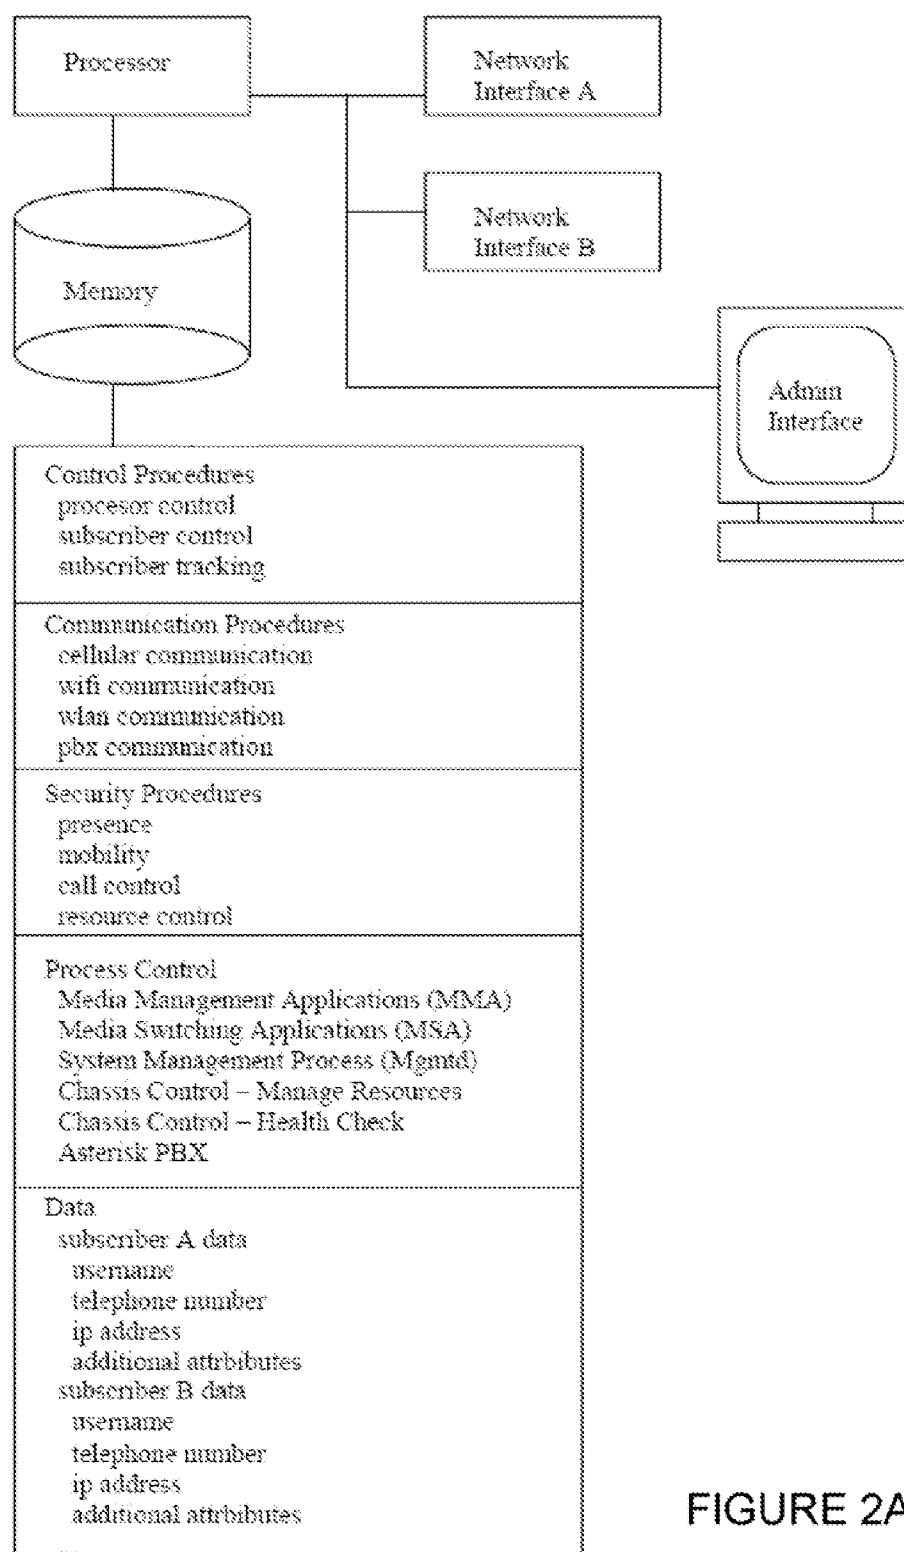 Processor
Network
Interface A
Network
Interface B
Memory
Admin
Interface
Control Procedures
procesor control
subscriber control
subscriber tracking
Communication Procedures
cellular communication
wifi communication
wlan communication
pbx communication
Security Procedures
presence
mobility
call control
resource control
Process Control
Media Management Applications (MMA)
Media Switching Applications (MSA)
System Management Process (Mgmtd)
Chassis Control – Manage Resources
Chassis Control – Health Check
Asterisk PBX
Data
subscriber A data
username
telephone number
ip address
additional attrbibutes
subscriber B data
username
telephone number
ip address
additional attrbibutes
FIGURE 2A